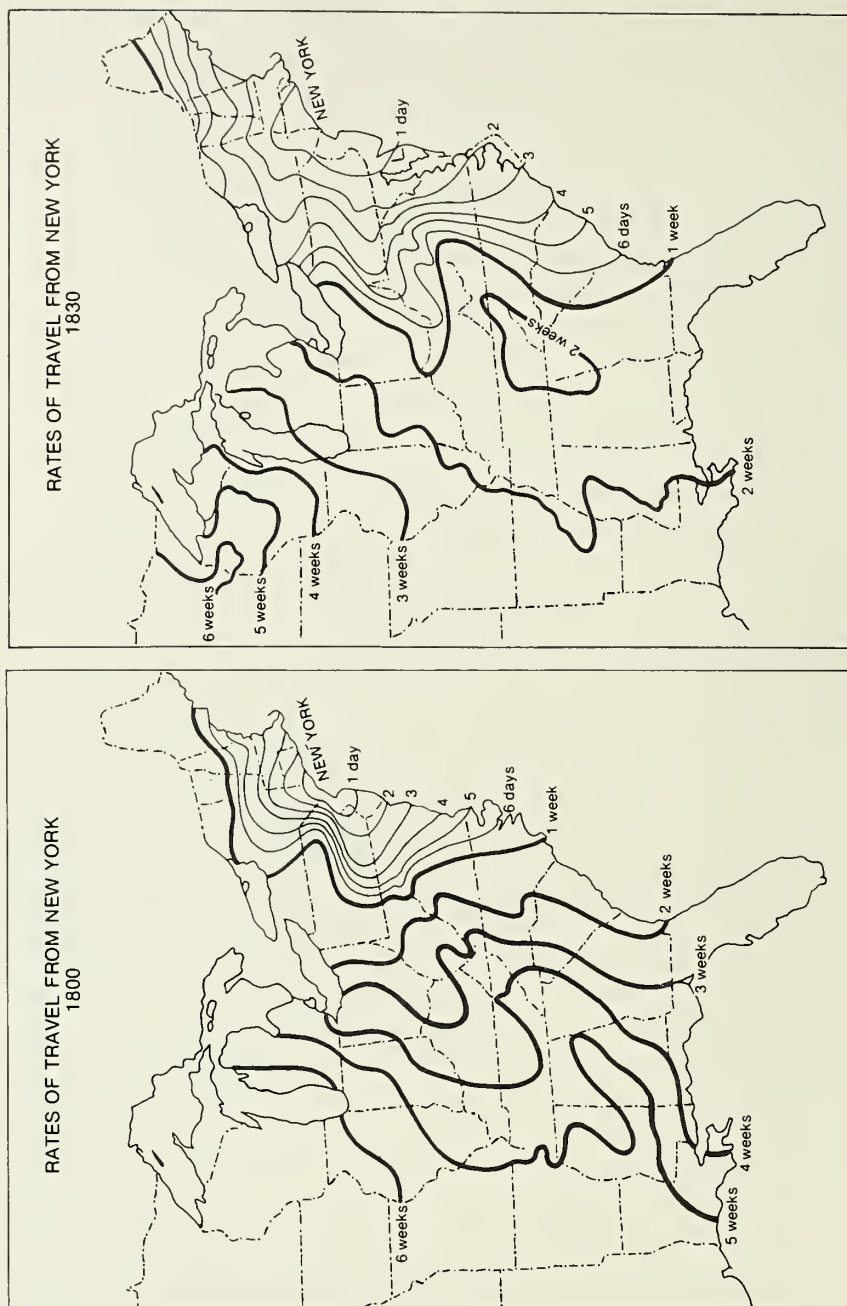 RATES OF TRAVEL FROM NEW YORK
1800
NEW YORK
1 day
2
3
4
5
6 days
1 week
2 weeks
3 weeks
4 weeks
5 weeks
6 weeks
RATES OF TRAVEL FROM NEW YORK
1830
NEW YORK
1 day
2
3
4
5
6 days
1 week
2 weeks
2 weeks
3 weeks
4 weeks
5 weeks
6 weeks